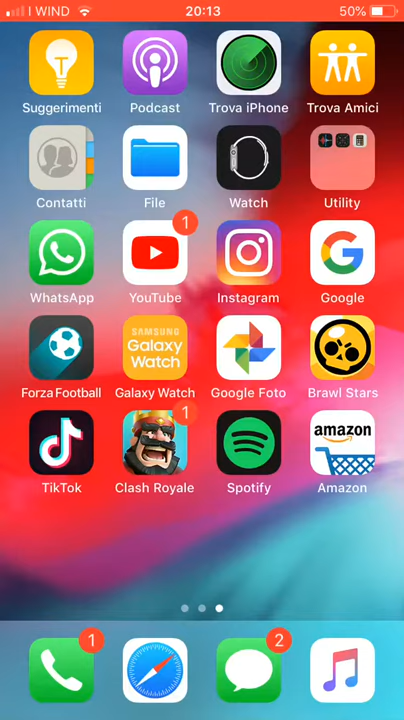 I WIND 20:13 50%
Suggerimenti Podcast Trova iPhone Trova Amici
Contatti File Watch Utility
1
WhatsApp YouTube Instagram Google
SAMSUNG
Galaxy
Watch
Forza Football Galaxy Watch Google Foto Brawl Stars
1
amazon
TikTok Clash Royale Spotify Amazon
1 2